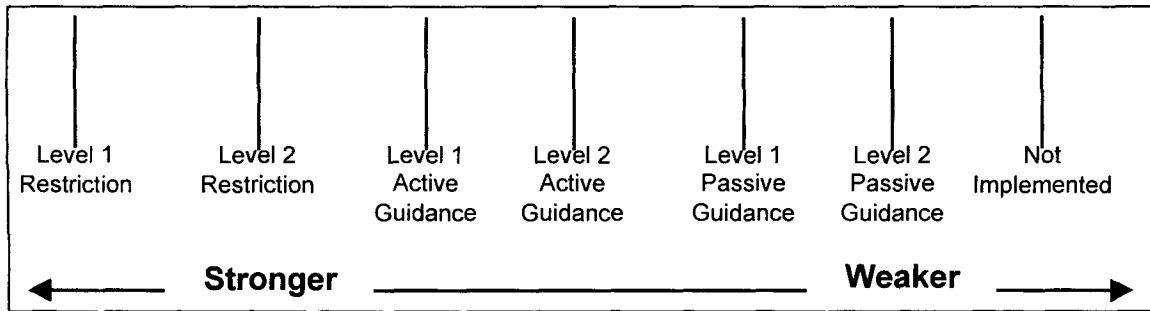 Level 1
Restriction
Level 2
Restriction
Level 1
Active
Guidance
Level 2
Active
Guidance
Level 1
Passive
Guidance
Level 2
Passive
Guidance
Not
Implemented
Stronger
Weaker